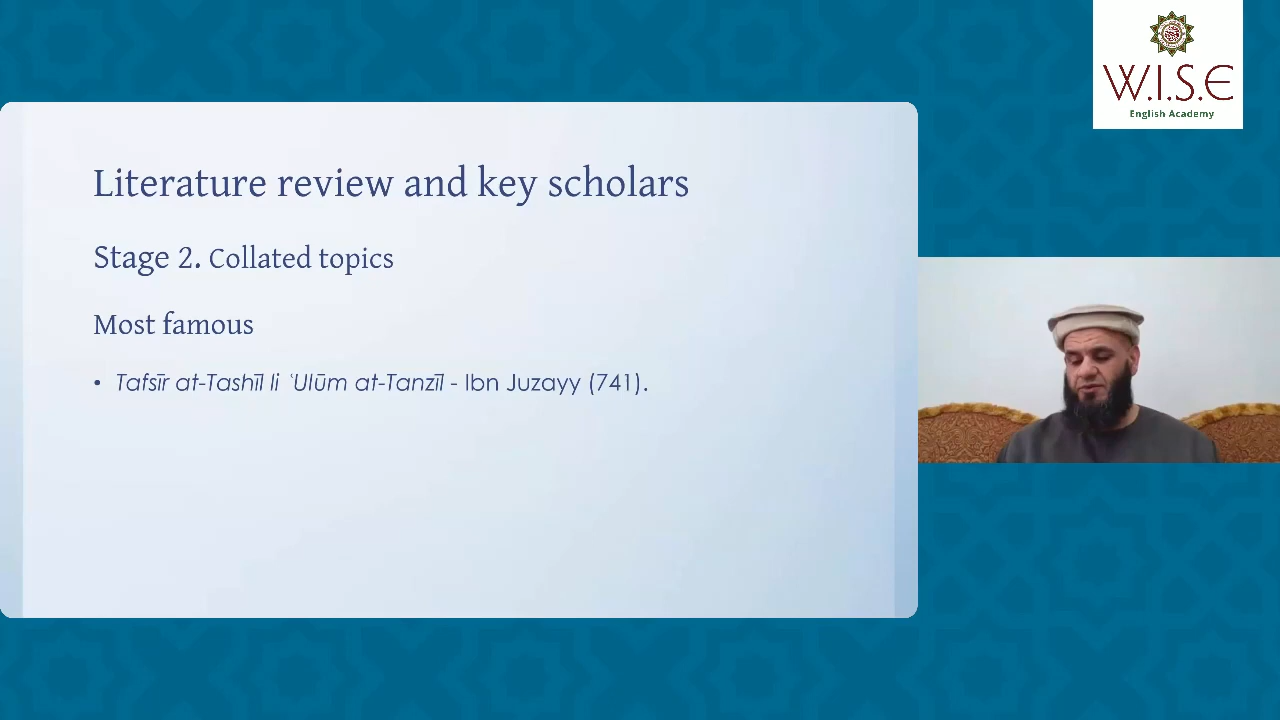 W.I.S.E
English Academy
Literature review and key scholars
Stage 2. Collated topics
Most famous
• Tafsīr at-Tashīl li ʿUlūm at-Tanzīl - Ibn Juzayy (741).